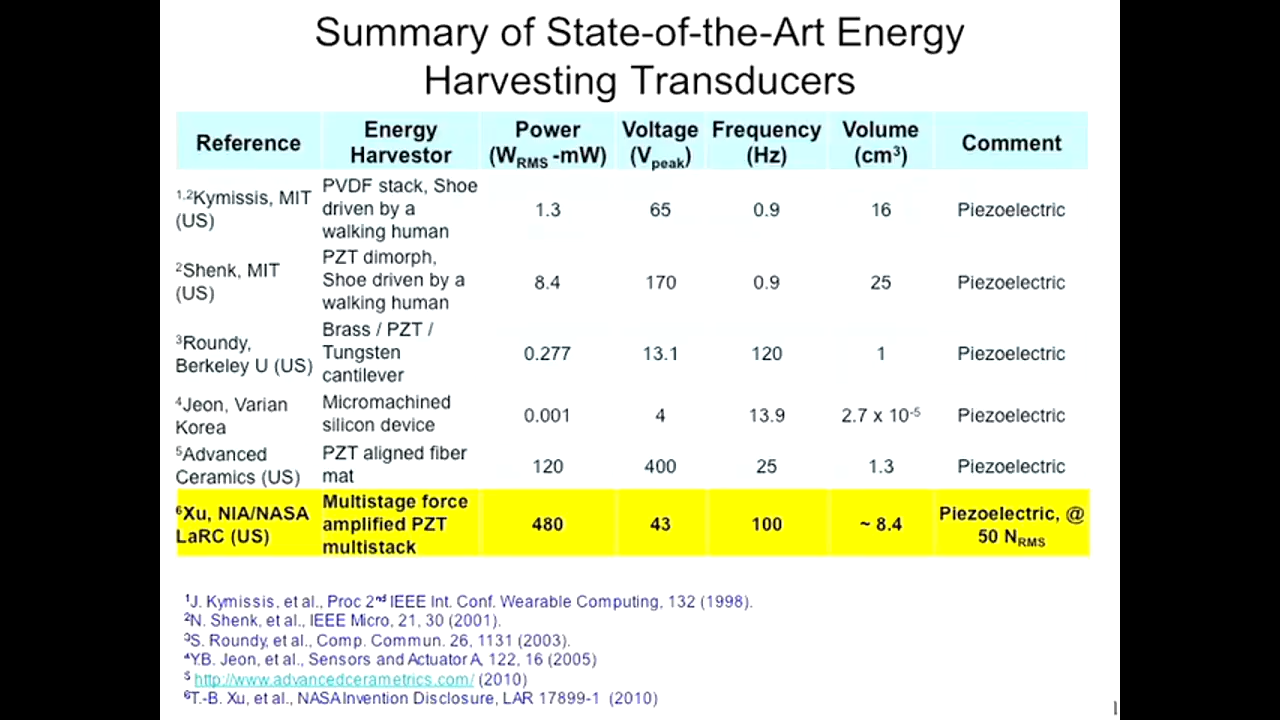 Summary of State-of-the-Art Energy
Harvesting Transducers
Reference Energy Harvestor Power (W_RMS -mW) Voltage (V_peak) Frequency (Hz) Volume (cm³) Comment
¹·²Kymissis, MIT (US) PVDF stack, Shoe driven by a walking human 1.3 65 0.9 16 Piezoelectric
²Shenk, MIT (US) PZT dimorph, Shoe driven by a walking human 8.4 170 0.9 25 Piezoelectric
³Roundy, Berkeley U (US) Brass / PZT / Tungsten cantilever 0.277 13.1 120 1 Piezoelectric
⁴Jeon, Varian Korea Micromachined silicon device 0.001 4 13.9 2.7 x 10⁻⁵ Piezoelectric
⁵Advanced Ceramics (US) PZT aligned fiber mat 120 400 25 1.3 Piezoelectric
⁶Xu, NIA/NASA LaRC (US) Multistage force amplified PZT multistack 480 43 100 ~ 8.4 Piezoelectric, @ 50 N_RMS
¹J. Kymissis, et al., Proc 2ⁿᵈ IEEE Int. Conf. Wearable Computing, 132 (1998).
²N. Shenk, et al., IEEE Micro, 21, 30 (2001).
³S. Roundy, et al., Comp. Commun. 26, 1131 (2003).
⁴Y.B. Jeon, et al., Sensors and Actuator A, 122, 16 (2005)
⁵ http://www.advancedcerametrics.com/ (2010)
⁶T.-B. Xu, et al., NASA Invention Disclosure, LAR 17899-1 (2010)